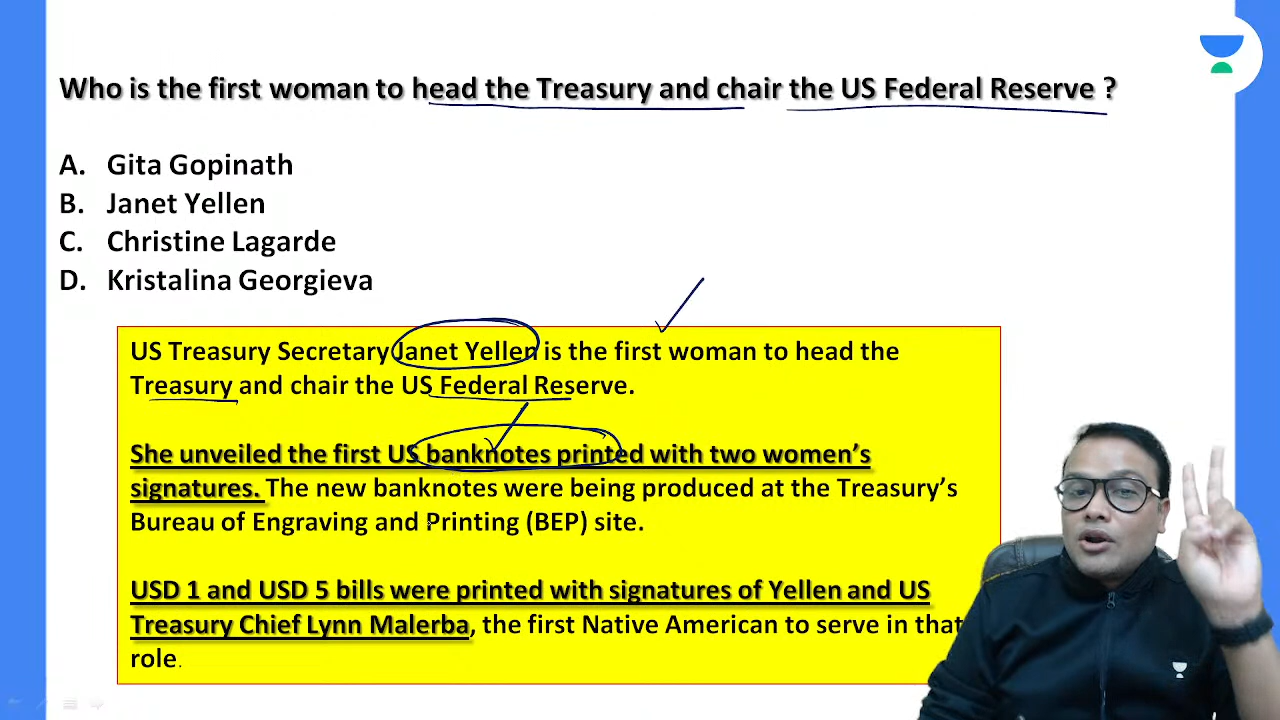 Who is the first woman to head the Treasury and chair the US Federal Reserve ?
A. Gita Gopinath
B. Janet Yellen
C. Christine Lagarde
D. Kristalina Georgieva
US Treasury Secretary Janet Yellen is the first woman to head the
Treasury and chair the US Federal Reserve.
She unveiled the first US banknotes printed with two women’s
signatures. The new banknotes were being produced at the Treasury’s
Bureau of Engraving and Printing (BEP) site.
USD 1 and USD 5 bills were printed with signatures of Yellen and US
Treasury Chief Lynn Malerba, the first Native American to serve in that
role.